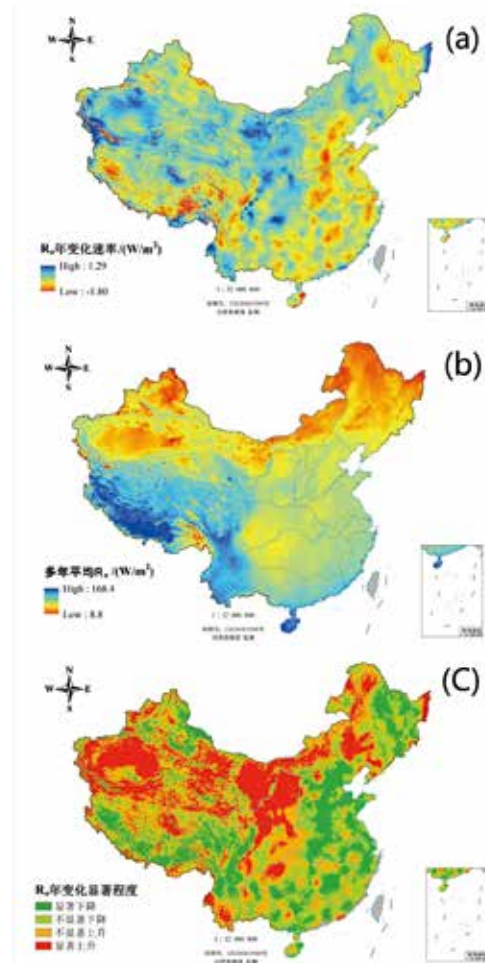 (a)
N
W E
S
Rₙ年变化速率/(W/m²)
High : 1.29
Low : -1.80
(b)
N
W E
S
多年平均Rₙ /(W/m²)
High : 168.4
Low : 8.8
(C)
N
W E
S
Rₙ年变化显著程度
显著下降
不显著下降
不显著上升
显著上升